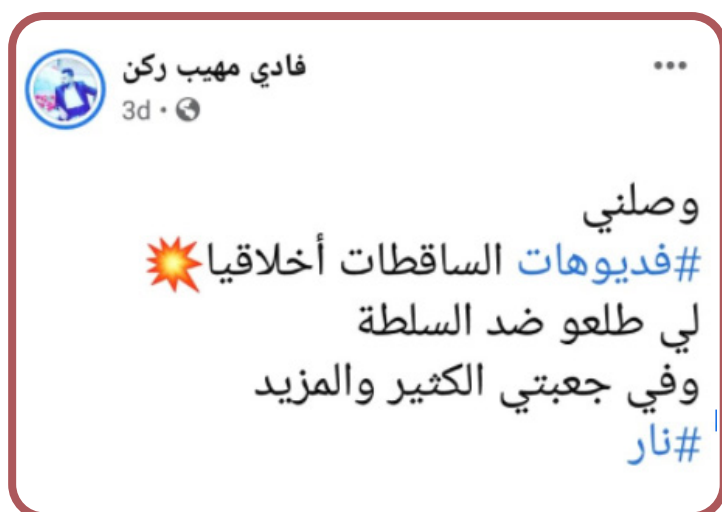 فادي مهيب ركن
3d
وصلني
#فديوهات الساقطات أخلاقيا💥
لي طلعو ضد السلطة
وفي جعبتي الكثير والمزيد
#نار